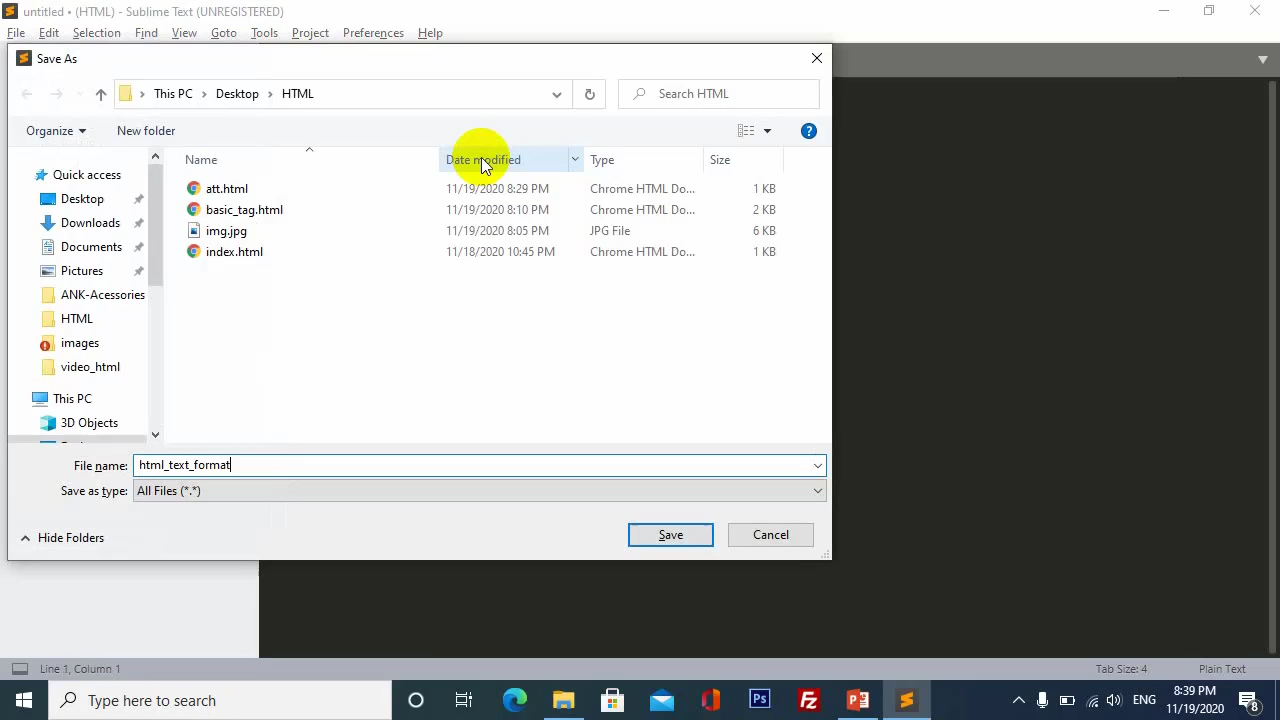 untitled • (HTML) - Sublime Text (UNREGISTERED)
File Edit Selection Find View Goto Tools Project Preferences Help
Save As
This PC > Desktop > HTML
Search HTML
Organize New folder
Name Date modified Type Size
Quick access
Desktop
Downloads
Documents
Pictures
ANK-Acessories
HTML
images
video_html
This PC
3D Objects
att.html 11/19/2020 8:29 PM Chrome HTML Do... 1 KB
basic_tag.html 11/19/2020 8:10 PM Chrome HTML Do... 2 KB
img.jpg 11/19/2020 8:05 PM JPG File 6 KB
index.html 11/18/2020 10:45 PM Chrome HTML Do... 1 KB
File name: html_text_format
Save as type: All Files (*.*)
Hide Folders Save Cancel
Line 1, Column 1 Tab Size: 4 Plain Text
Type here to search
Ps
Fz
ENG
8:39 PM
11/19/2020
8